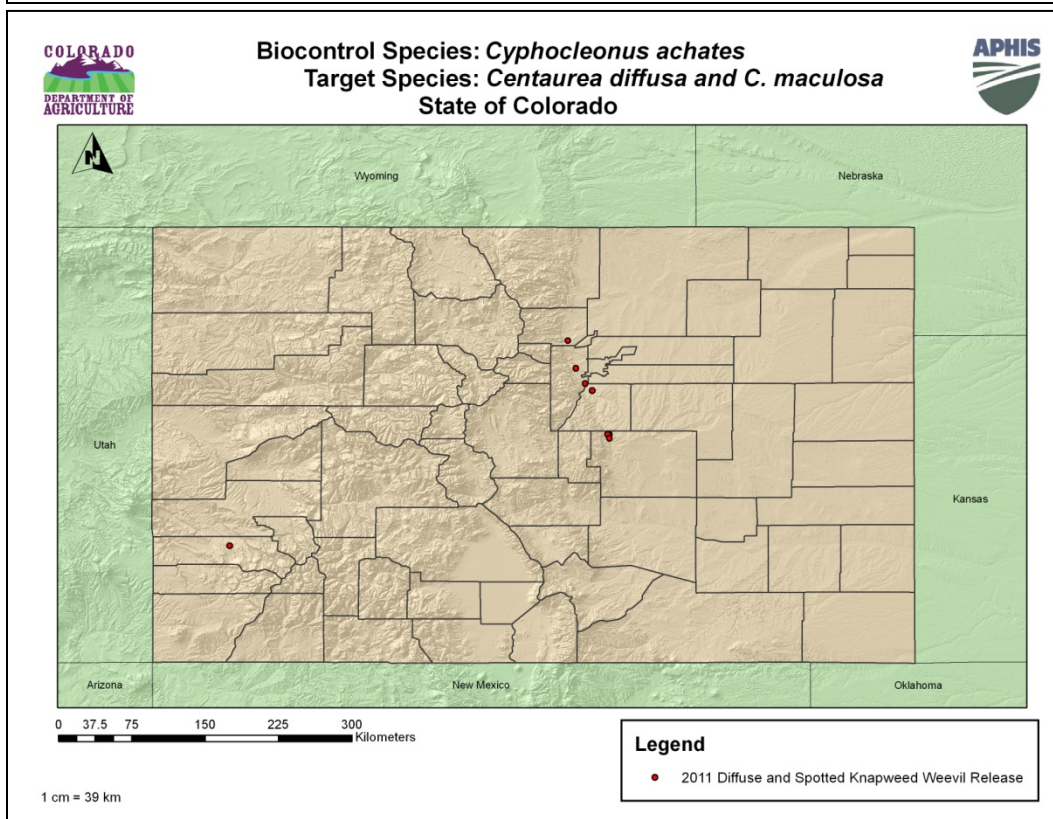 COLORADO
DEPARTMENT OF
AGRICULTURE
Biocontrol Species: Cyphocleonus achates
Target Species: Centaurea diffusa and C. maculosa
State of Colorado
APHIS
N
Wyoming
Nebraska
Utah
Kansas
Arizona
New Mexico
Oklahoma
0 37.5 75 150 225 300
Kilometers
1 cm = 39 km
Legend
2011 Diffuse and Spotted Knapweed Weevil Release